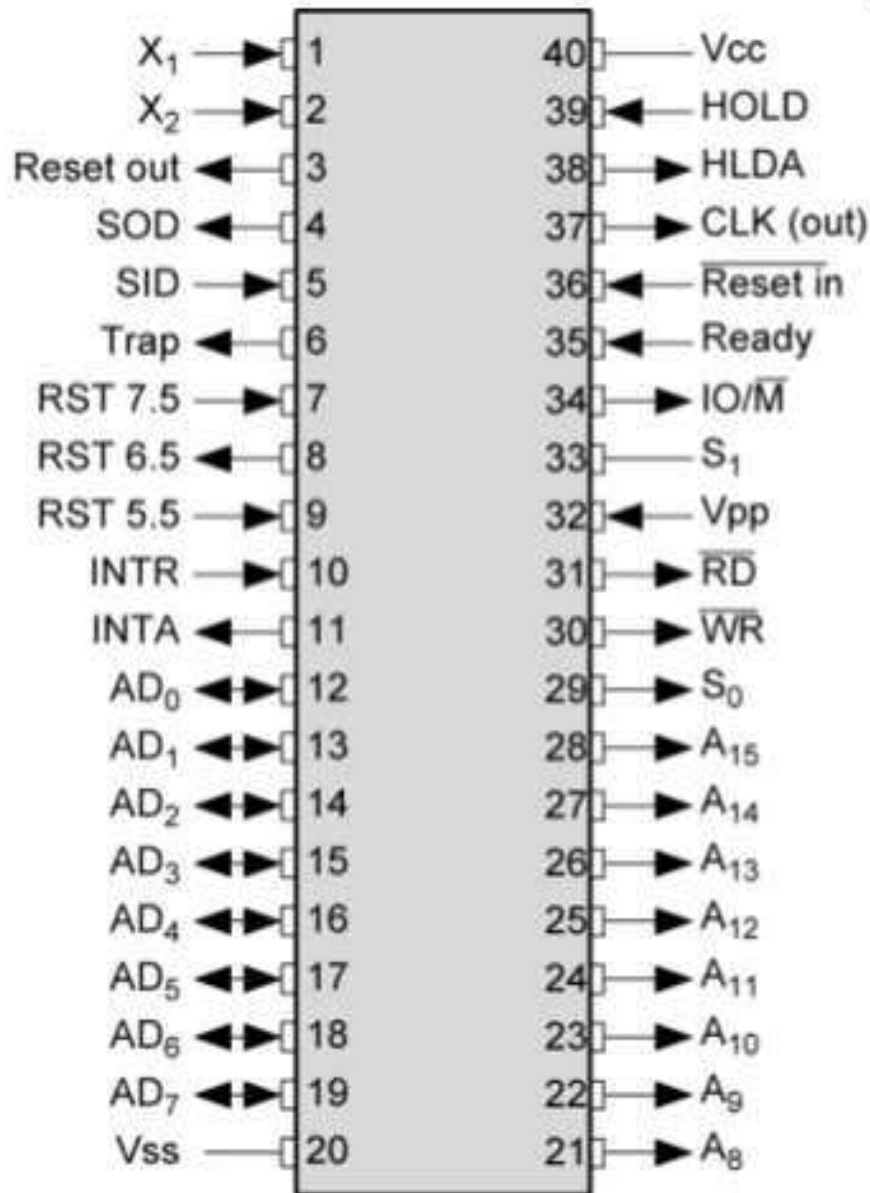 X₁ 1 40 Vcc
X₂ 2 39 HOLD
Reset out 3 38 HLDA
SOD 4 37 CLK (out)
SID 5 36 R̅e̅s̅e̅t̅ i̅n̅
Trap 6 35 Ready
RST 7.5 7 34 IO/M̅
RST 6.5 8 33 S₁
RST 5.5 9 32 Vpp
INTR 10 31 R̅D̅
INTA 11 30 W̅R̅
AD₀ 12 29 S₀
AD₁ 13 28 A₁₅
AD₂ 14 27 A₁₄
AD₃ 15 26 A₁₃
AD₄ 16 25 A₁₂
AD₅ 17 24 A₁₁
AD₆ 18 23 A₁₀
AD₇ 19 22 A₉
Vss 20 21 A₈